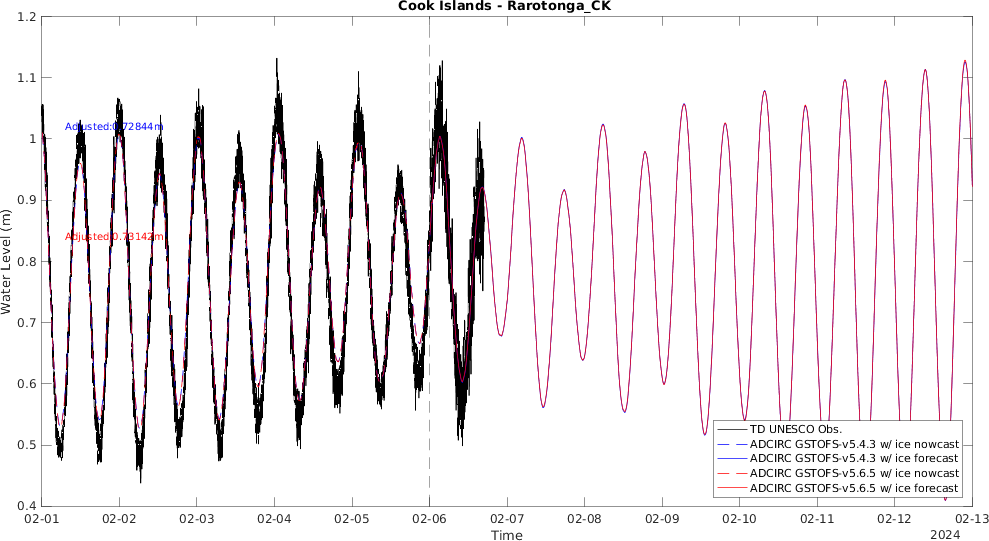 Cook Islands - Rarotonga_CK
Water Level (m)
1.2
1.1
1
0.9
0.8
0.7
0.6
0.5
0.4
Adjusted:0.72844m
Adjusted:0.73142m
TD UNESCO Obs.
ADCIRC GSTOFS-v5.4.3 w/ ice nowcast
ADCIRC GSTOFS-v5.4.3 w/ ice forecast
ADCIRC GSTOFS-v5.6.5 w/ ice nowcast
ADCIRC GSTOFS-v5.6.5 w/ ice forecast
02-01 02-02 02-03 02-04 02-05 02-06 02-07 02-08 02-09 02-10 02-11 02-12 02-13
Time
2024